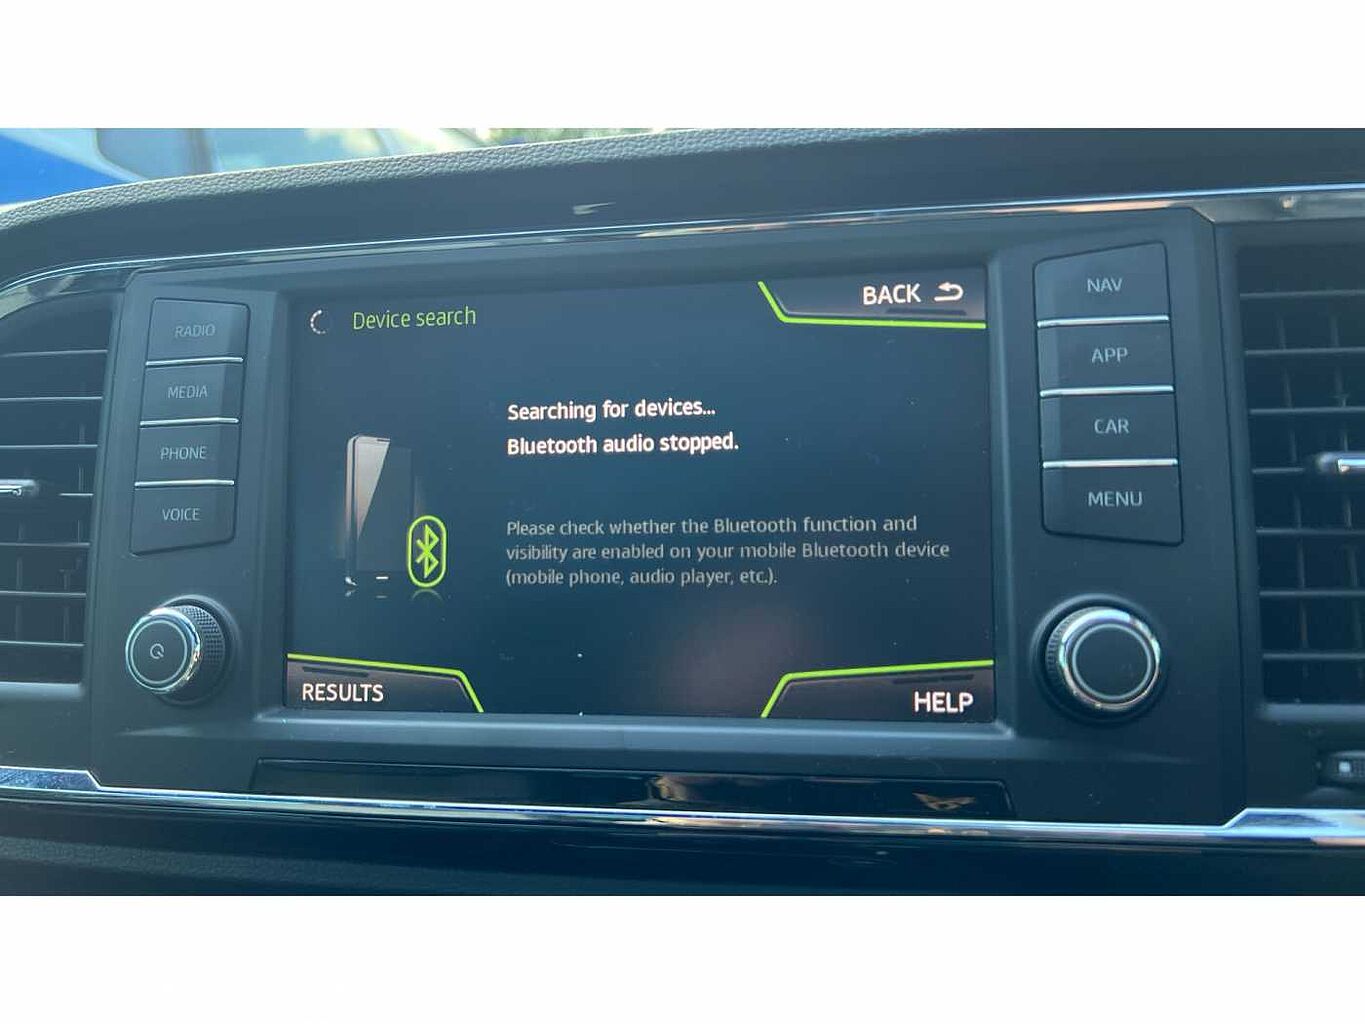 Device search
BACK
Searching for devices...
Bluetooth audio stopped.
Please check whether the Bluetooth function and
visibility are enabled on your mobile Bluetooth device
(mobile phone, audio player, etc.).
RESULTS
HELP
RADIO
MEDIA
PHONE
VOICE
NAV
APP
CAR
MENU